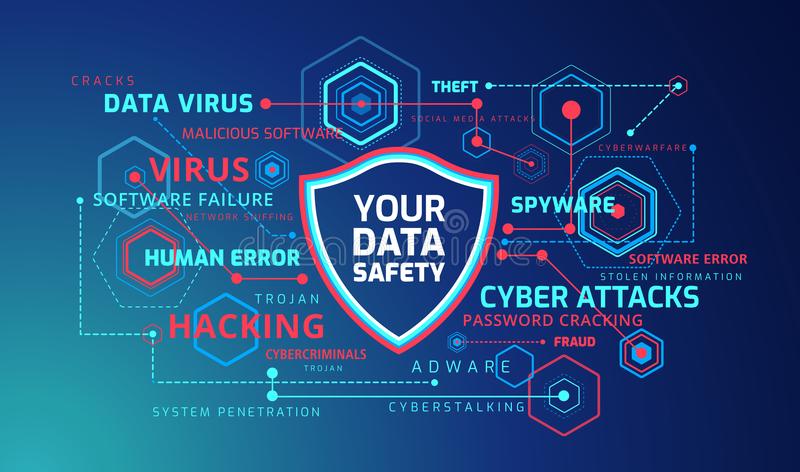 CRACKS
THEFT
DATA VIRUS
SOCIAL MEDIA ATTACKS
MALICIOUS SOFTWARE
CYBERWARFARE
VIRUS
SOFTWARE FAILURE
NETWORK SNIFFING
YOUR
DATA
SAFETY
SPYWARE
HUMAN ERROR
SOFTWARE ERROR
STOLEN INFORMATION
TROJAN
CYBER ATTACKS
HACKING
PASSWORD CRACKING
FRAUD
CYBERCRIMINALS
TROJAN
ADWARE
SYSTEM PENETRATION
CYBERSTALKING
dreamstime